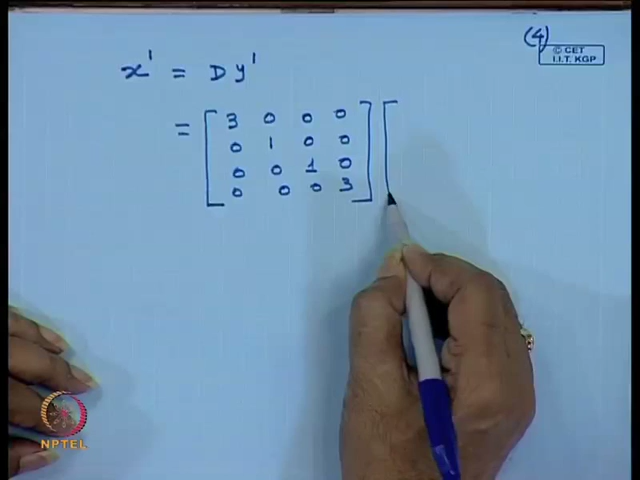 (4)
© CET
I.I.T. KGP
x' = D y'
= [ 3 0 0 0 ] [
0 1 0 0
0 0 1 0
0 0 0 3
NPTEL